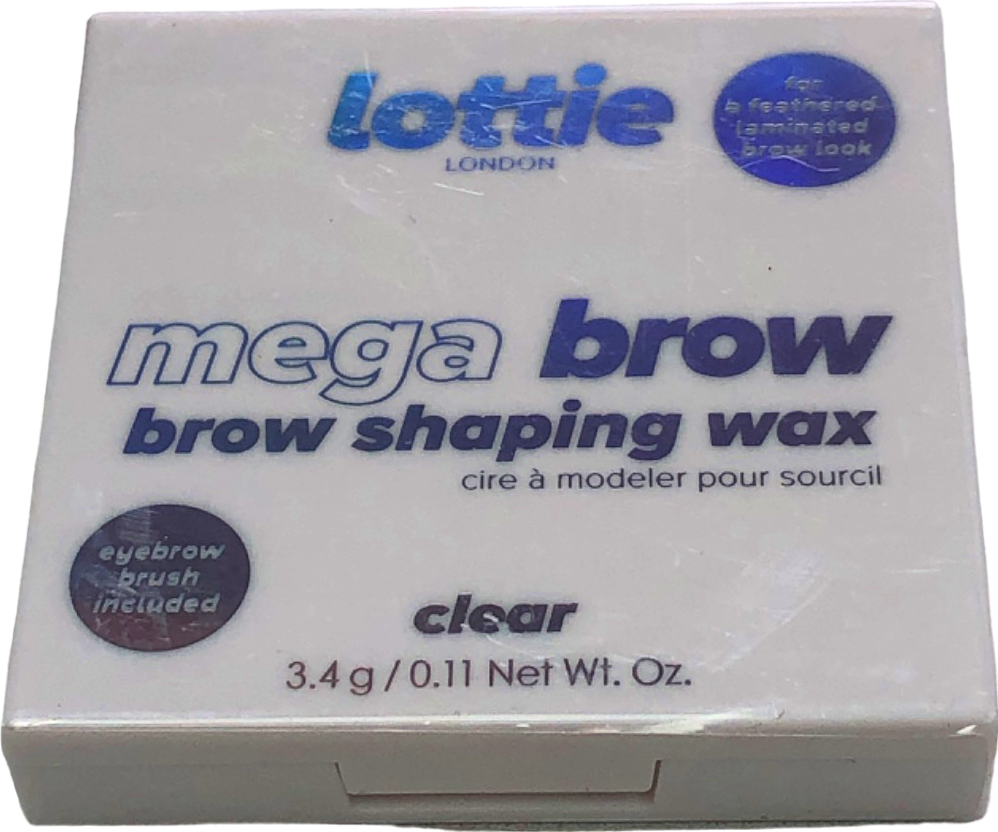 lottie
LONDON
for
a feathered
laminated
brow look
mega brow
brow shaping wax
cire à modeler pour sourcil
eyebrow
brush
included
clear
3.4 g / 0.11 Net Wt. Oz.